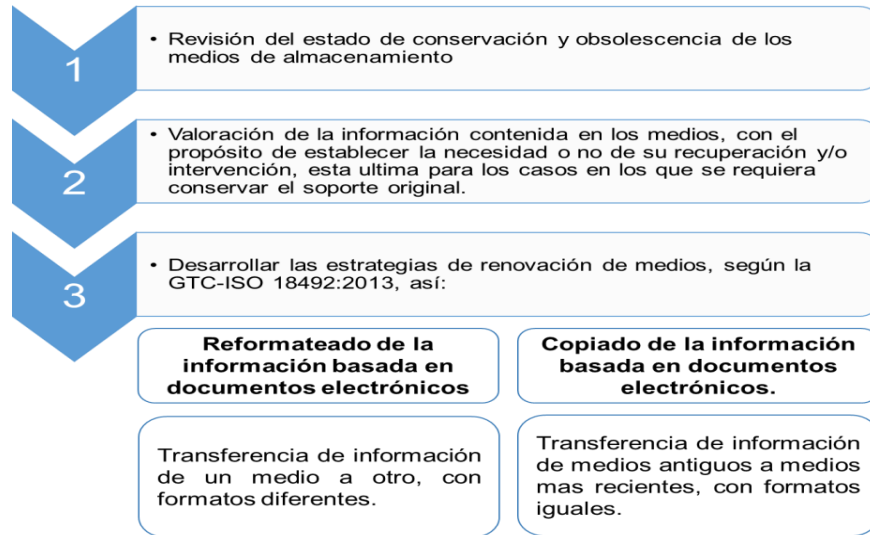 1
• Revisión del estado de conservación y obsolescencia de los
medios de almacenamiento
2
• Valoración de la información contenida en los medios, con el
propósito de establecer la necesidad o no de su recuperación y/o
intervención, esta ultima para los casos en los que se requiera
conservar el soporte original.
3
• Desarrollar las estrategias de renovación de medios, según la
GTC-ISO 18492:2013, así:
Reformateado de la
información basada en
documentos electrónicos
Copiado de la información
basada en documentos
electrónicos.
Transferencia de información
de un medio a otro, con
formatos diferentes.
Transferencia de información
de medios antiguos a medios
mas recientes, con formatos
iguales.